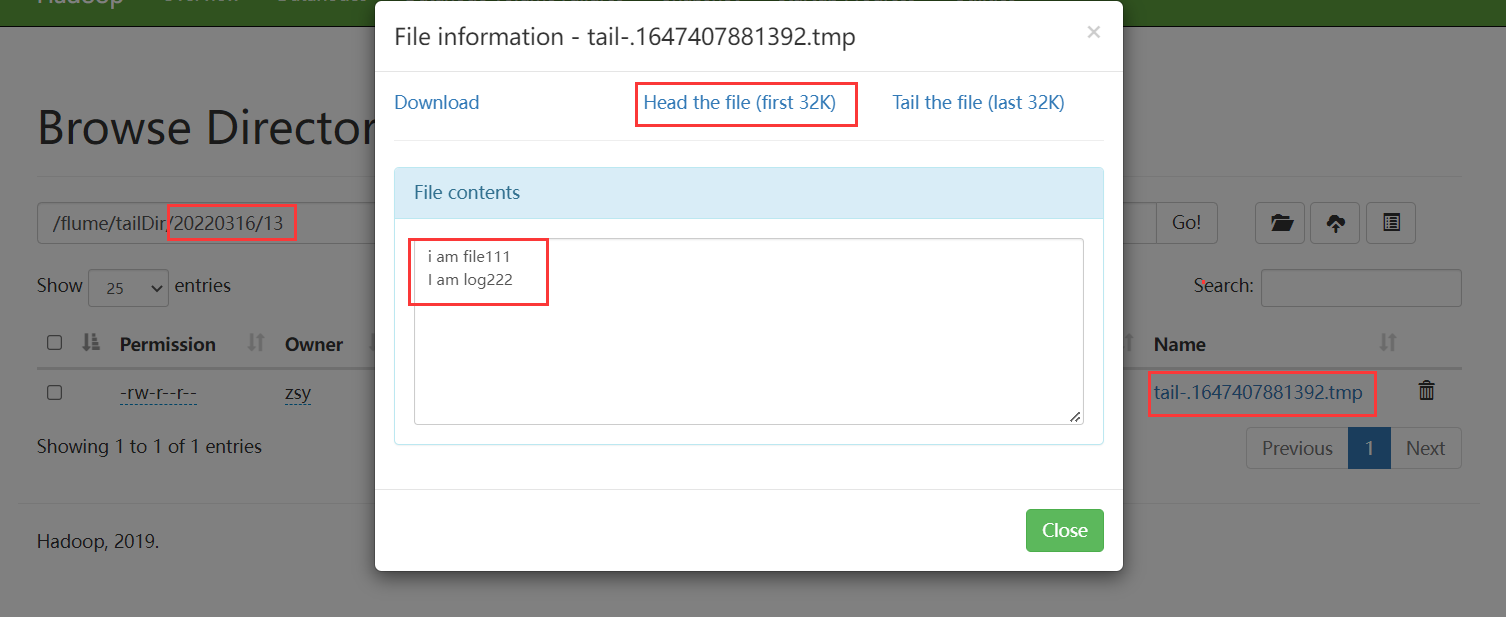 Hadoop
File information - tail-.1647407881392.tmp
×
Download
Head the file (first 32K)
Tail the file (last 32K)
Browse Director
File contents
/flume/tailDir/20220316/13
Go!
i am file111
I am log222
Show 25 entries
Search:
Permission
Owner
Name
-rw-r--r--
zsy
tail-.1647407881392.tmp
Showing 1 to 1 of 1 entries
Previous 1 Next
Close
Hadoop, 2019.